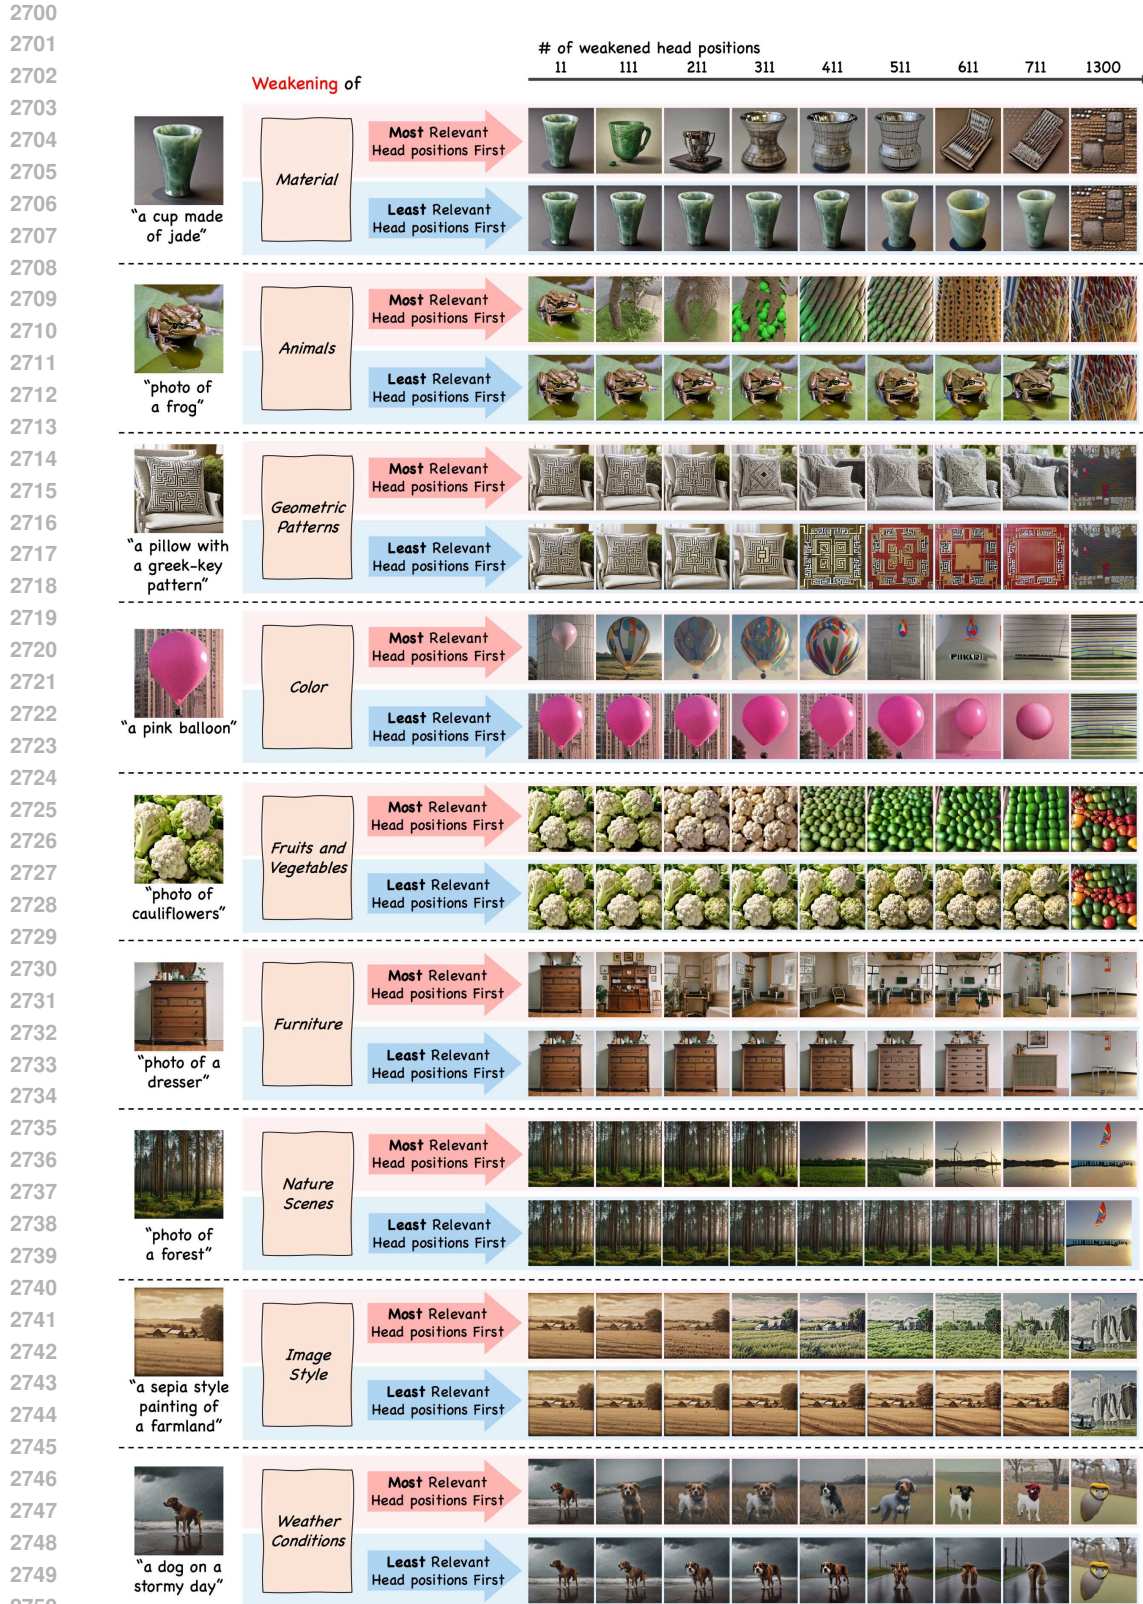 2700
2701
2702
2703
2704
2705
2706
2707
2708
2709
2710
2711
2712
2713
2714
2715
2716
2717
2718
2719
2720
2721
2722
2723
2724
2725
2726
2727
2728
2729
2730
2731
2732
2733
2734
2735
2736
2737
2738
2739
2740
2741
2742
2743
2744
2745
2746
2747
2748
2749
# of weakened head positions
11 111 211 311 411 511 611 711 1300
Weakening of
"a cup made
of jade"
Material
Most Relevant
Head positions First
Least Relevant
Head positions First
"photo of
a frog"
Animals
Most Relevant
Head positions First
Least Relevant
Head positions First
"a pillow with
a greek-key
pattern"
Geometric
Patterns
Most Relevant
Head positions First
Least Relevant
Head positions First
"a pink balloon"
Color
Most Relevant
Head positions First
Least Relevant
Head positions First
"photo of
cauliflowers"
Fruits and
Vegetables
Most Relevant
Head positions First
Least Relevant
Head positions First
"photo of a
dresser"
Furniture
Most Relevant
Head positions First
Least Relevant
Head positions First
"photo of
a forest"
Nature
Scenes
Most Relevant
Head positions First
Least Relevant
Head positions First
"a sepia style
painting of
a farmland"
Image
Style
Most Relevant
Head positions First
Least Relevant
Head positions First
"a dog on a
stormy day"
Weather
Conditions
Most Relevant
Head positions First
Least Relevant
Head positions First